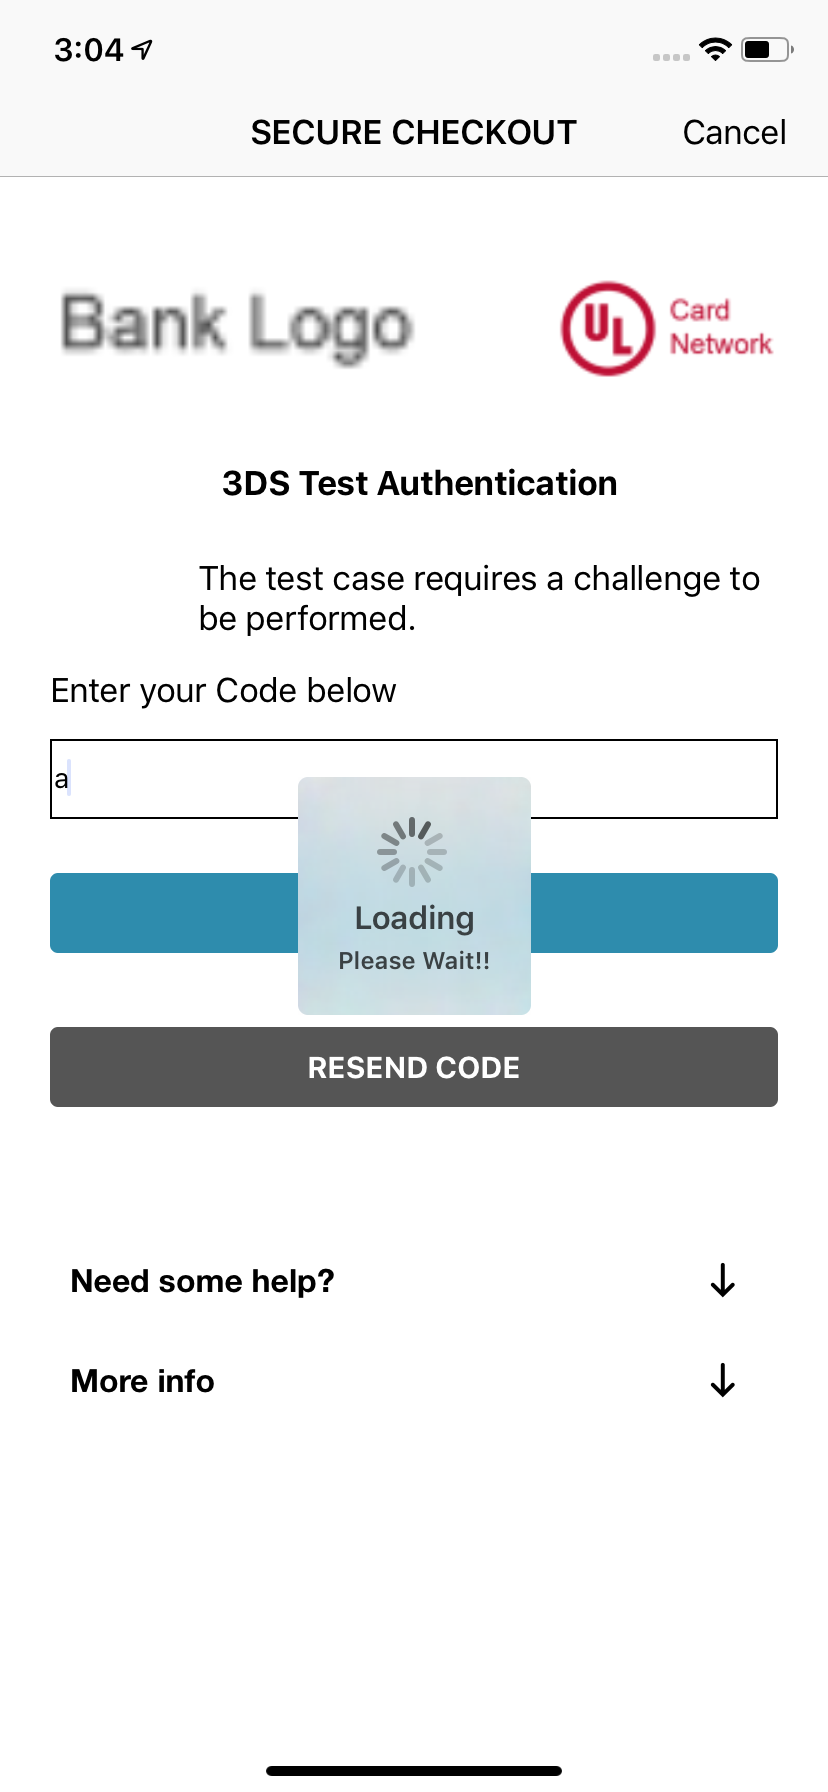 3:04
SECURE CHECKOUT
Cancel
Bank Logo
UL
Card
Network
3DS Test Authentication
The test case requires a challenge to
be performed.
Enter your Code below
a
Loading
Please Wait!!
RESEND CODE
Need some help?
More info